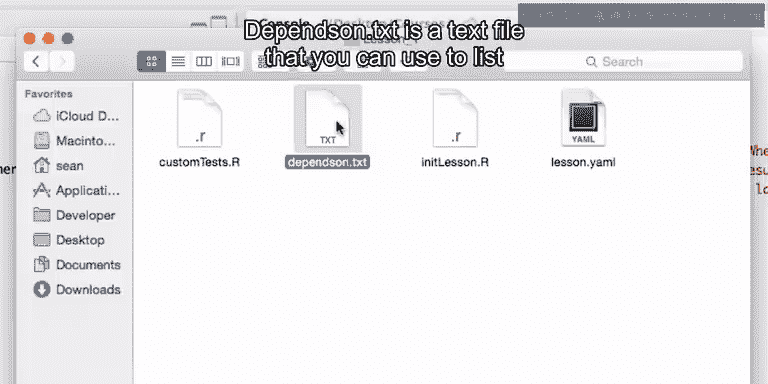 Dependson.txt is a text file
that you can use to list
Search
Favorites
iCloud D...
Macinto...
sean
Applicati...
Developer
Desktop
Documents
Downloads
.r
TXT
.r
YAML
customTests.R
dependson.txt
initLesson.R
lesson.yaml